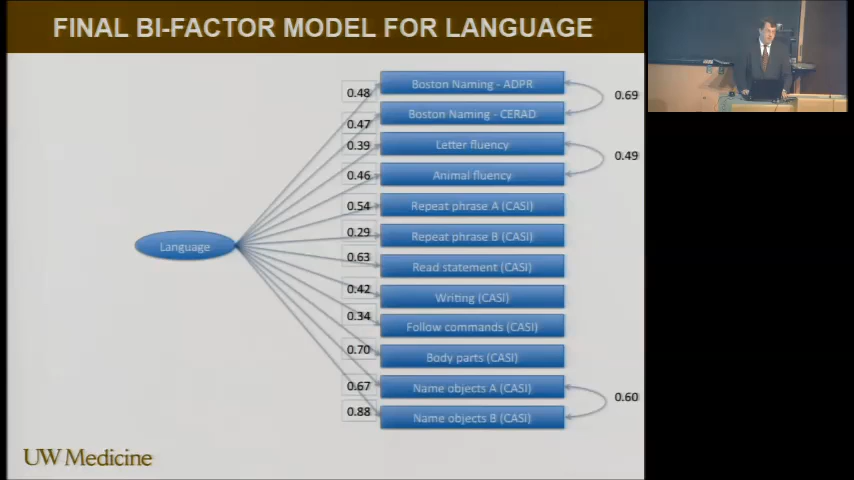 FINAL BI-FACTOR MODEL FOR LANGUAGE
0.48
Boston Naming - ADPR
0.69
0.47
Boston Naming - CERAD
0.39
Letter fluency
0.49
0.46
Animal fluency
0.54
Repeat phrase A (CASI)
0.29
Repeat phrase B (CASI)
Language
0.63
Read statement (CASI)
0.42
Writing (CASI)
0.34
Follow commands (CASI)
0.70
Body parts (CASI)
0.67
Name objects A (CASI)
0.60
0.88
Name objects B (CASI)
UW Medicine